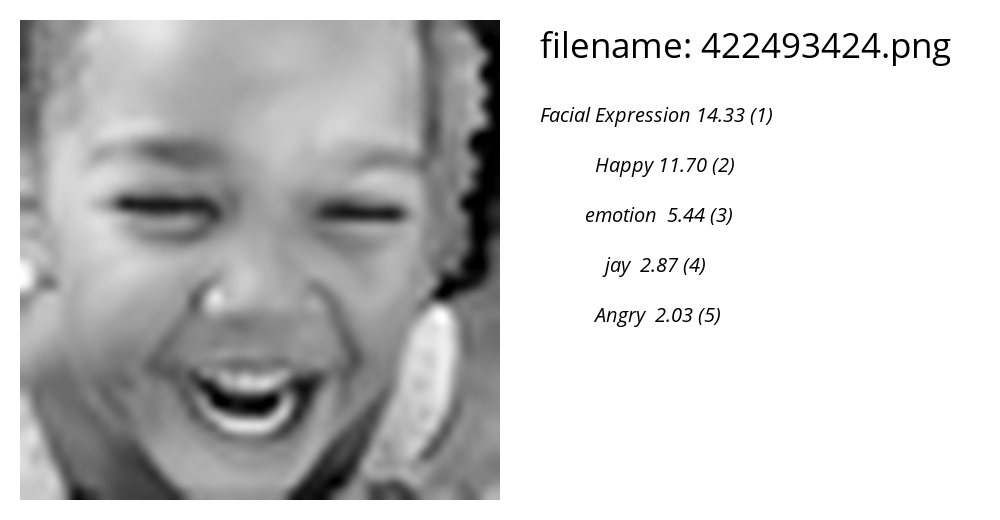 filename: 422493424.png
Facial Expression 14.33 (1)
Happy 11.70 (2)
emotion 5.44 (3)
jay 2.87 (4)
Angry 2.03 (5)